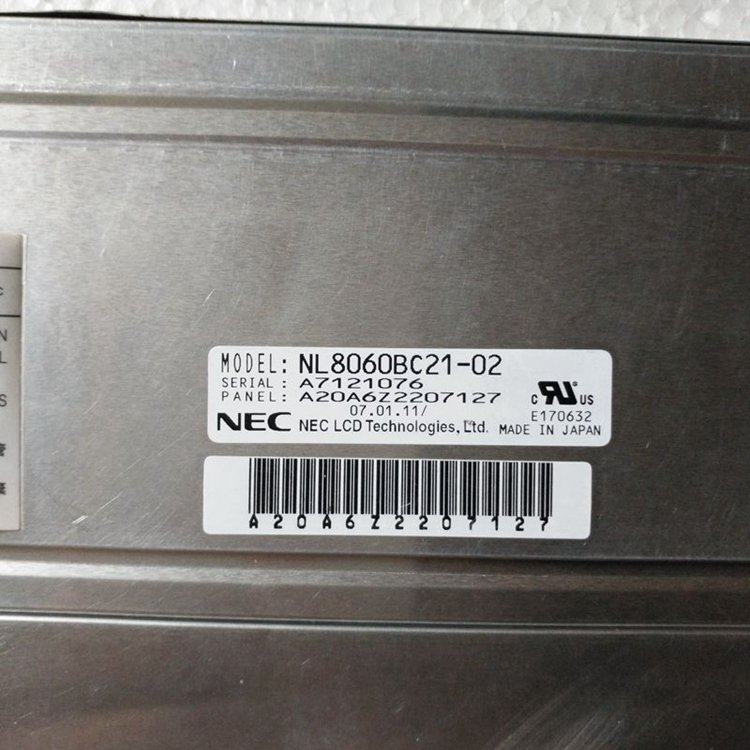 C
N
L
S
MODEL: NL8060BC21-02
SERIAL: A7121076
PANEL: A20A6Z2207127
07.01.11/
NEC NEC LCD Technologies, Ltd. MADE IN JAPAN
C RU US
E170632
A20A6Z2207127